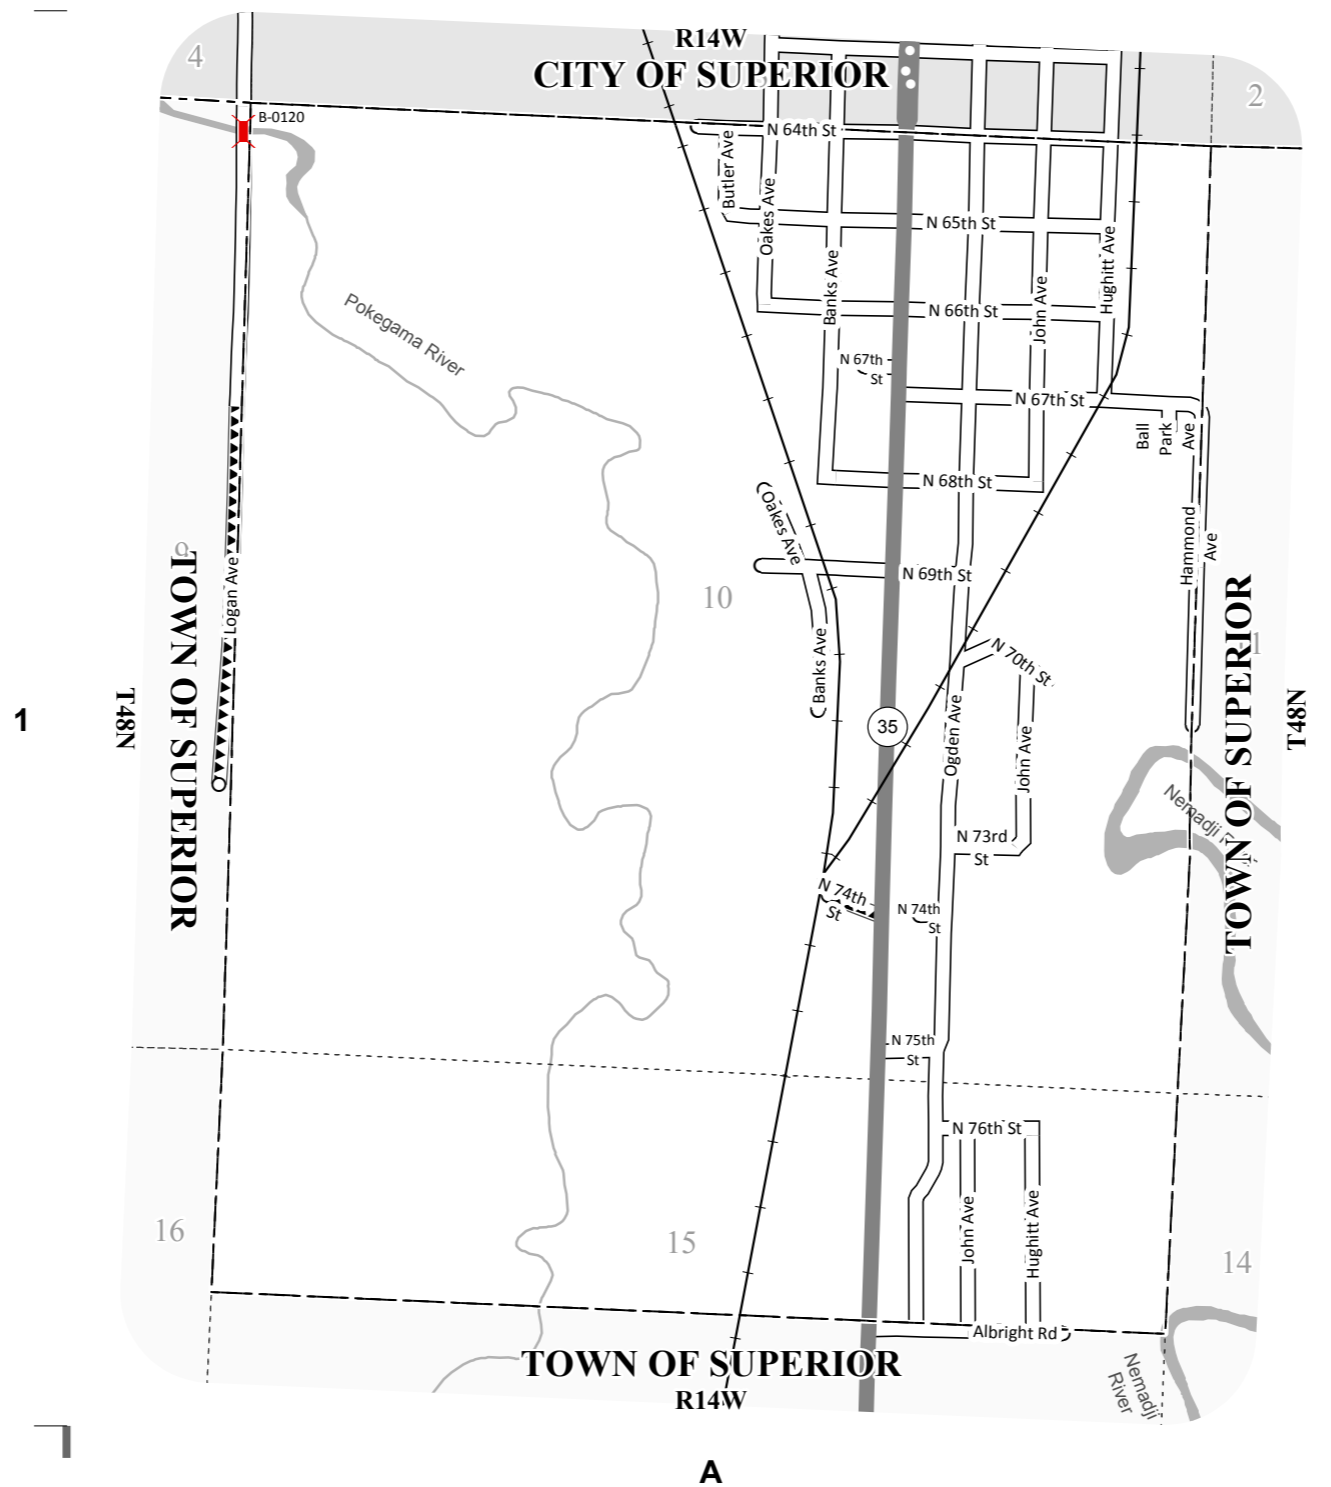 R14W
CITY OF SUPERIOR
4
2
B-0120
N 64th St
Butler Ave
Oakes Ave
N 65th St
Hughitt Ave
Banks Ave
John Ave
N 66th St
Pokegama River
N 67th
St
N 67th St
Ball
Park
Ave
N 68th St
Oakes Ave
Hammond
Ave
9
TOWN OF SUPERIOR
Logan Ave
10
N 69th St
TOWN OF SUPERIOR
N 70th St
Banks Ave
1
T48N
35
Ogden Ave
John Ave
T48N
Nemadji River
N 73rd
St
N 74th
St
N 74th
St
N 75th
St
N 76th St
16
15
John Ave
Hughitt Ave
14
Albright Rd
TOWN OF SUPERIOR
R14W
Nemadji
River
A